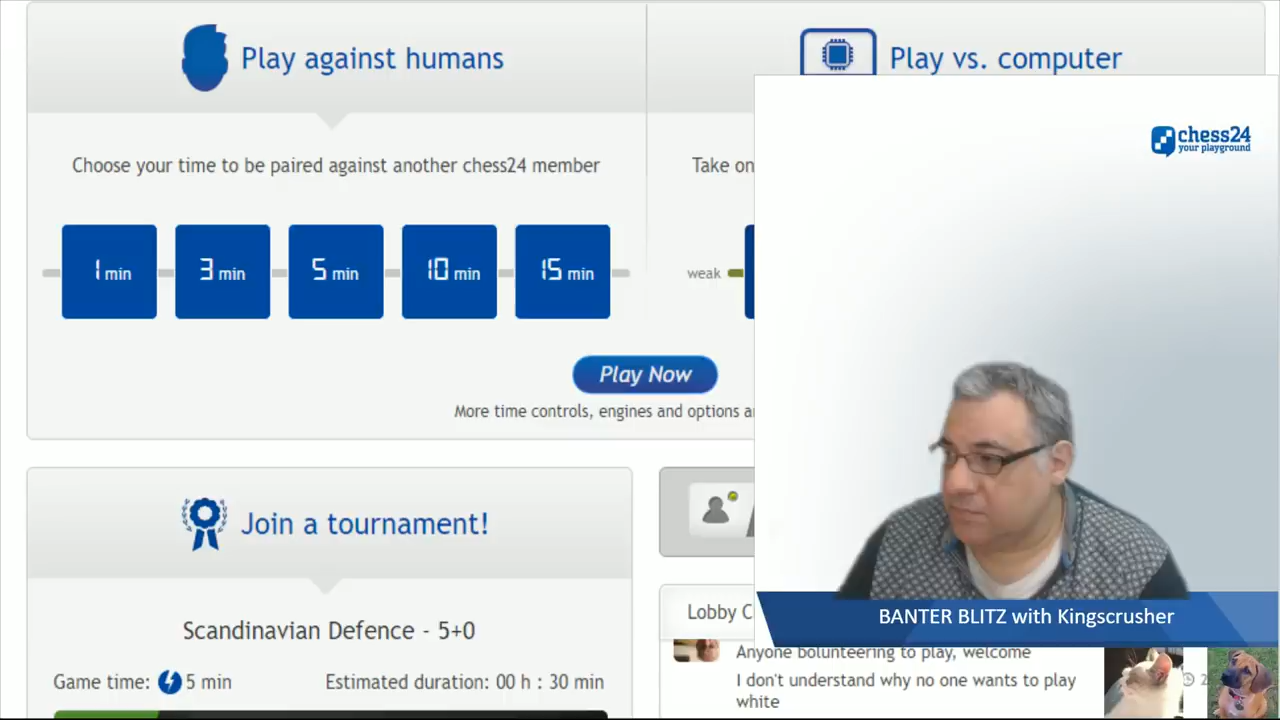 Play against humans
Play vs. computer
chess24
your playground
Choose your time to be paired against another chess24 member
Take on
1 min
3 min
5 min
10 min
15 min
weak
Play Now
More time controls, engines and options
Join a tournament!
Scandinavian Defence - 5+0
Lobby
BANTER BLITZ with Kingscrusher
Anyone bolunteering to play, welcome
Game time: 5 min
Estimated duration: 00 h : 30 min
I don't understand why no one wants to play
white